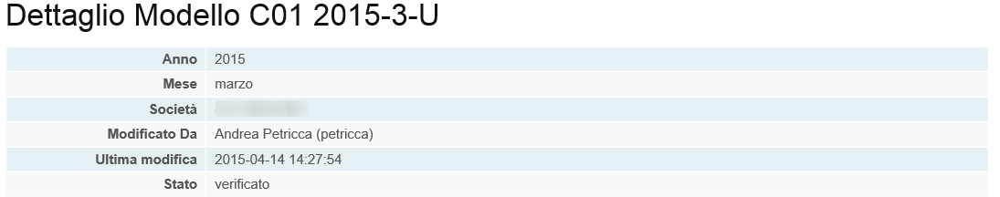 Dettaglio Modello C01 2015-3-U
Anno 2015
Mese marzo
Società
Modificato Da Andrea Petricca (petricca)
Ultima modifica 2015-04-14 14:27:54
Stato verificato